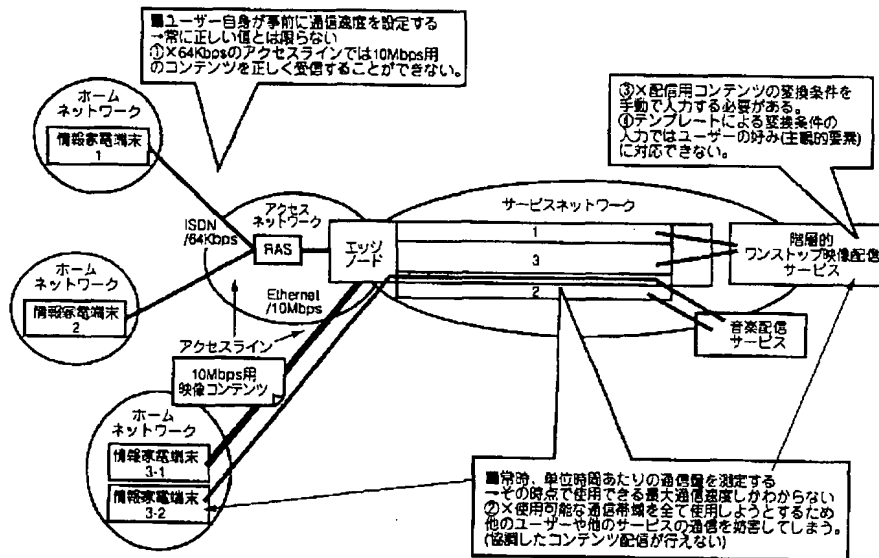 ■ユーザー自身が事前に通信速度を設定する
→常に正しい値とは限らない
①×64Kbpsのアクセスラインでは10Mbps用
のコンテンツを正しく受信することができない。
③×配信用コンテンツの変換条件を
手動で入力する必要がある。
④テンプレートによる変換条件の
入力ではユーザーの好み(主観的要素)
に対応できない。
ホーム
ネットワーク
情報家電端末
1
ホーム
ネットワーク
情報家電端末
2
ISDN
/64Kbps
アクセス
ネットワーク
RAS
エッジ
ノード
Ethernet
/10Mbps
アクセスライン
10Mbps用
映像コンテンツ
サービスネットワーク
1
3
2
階層的
ワンストップ映像配信
サービス
音楽配信
サービス
ホーム
ネットワーク
情報家電端末
3-1
情報家電端末
3-2
■常時、単位時間あたりの通信量を測定する
→その時点で使用できる最大通信速度しかわからない
②×使用可能な通信帯域を全て使用しようとするため
他のユーザーや他のサービスの通信を妨害してしまう。
(協調したコンテンツ配信が行えない)